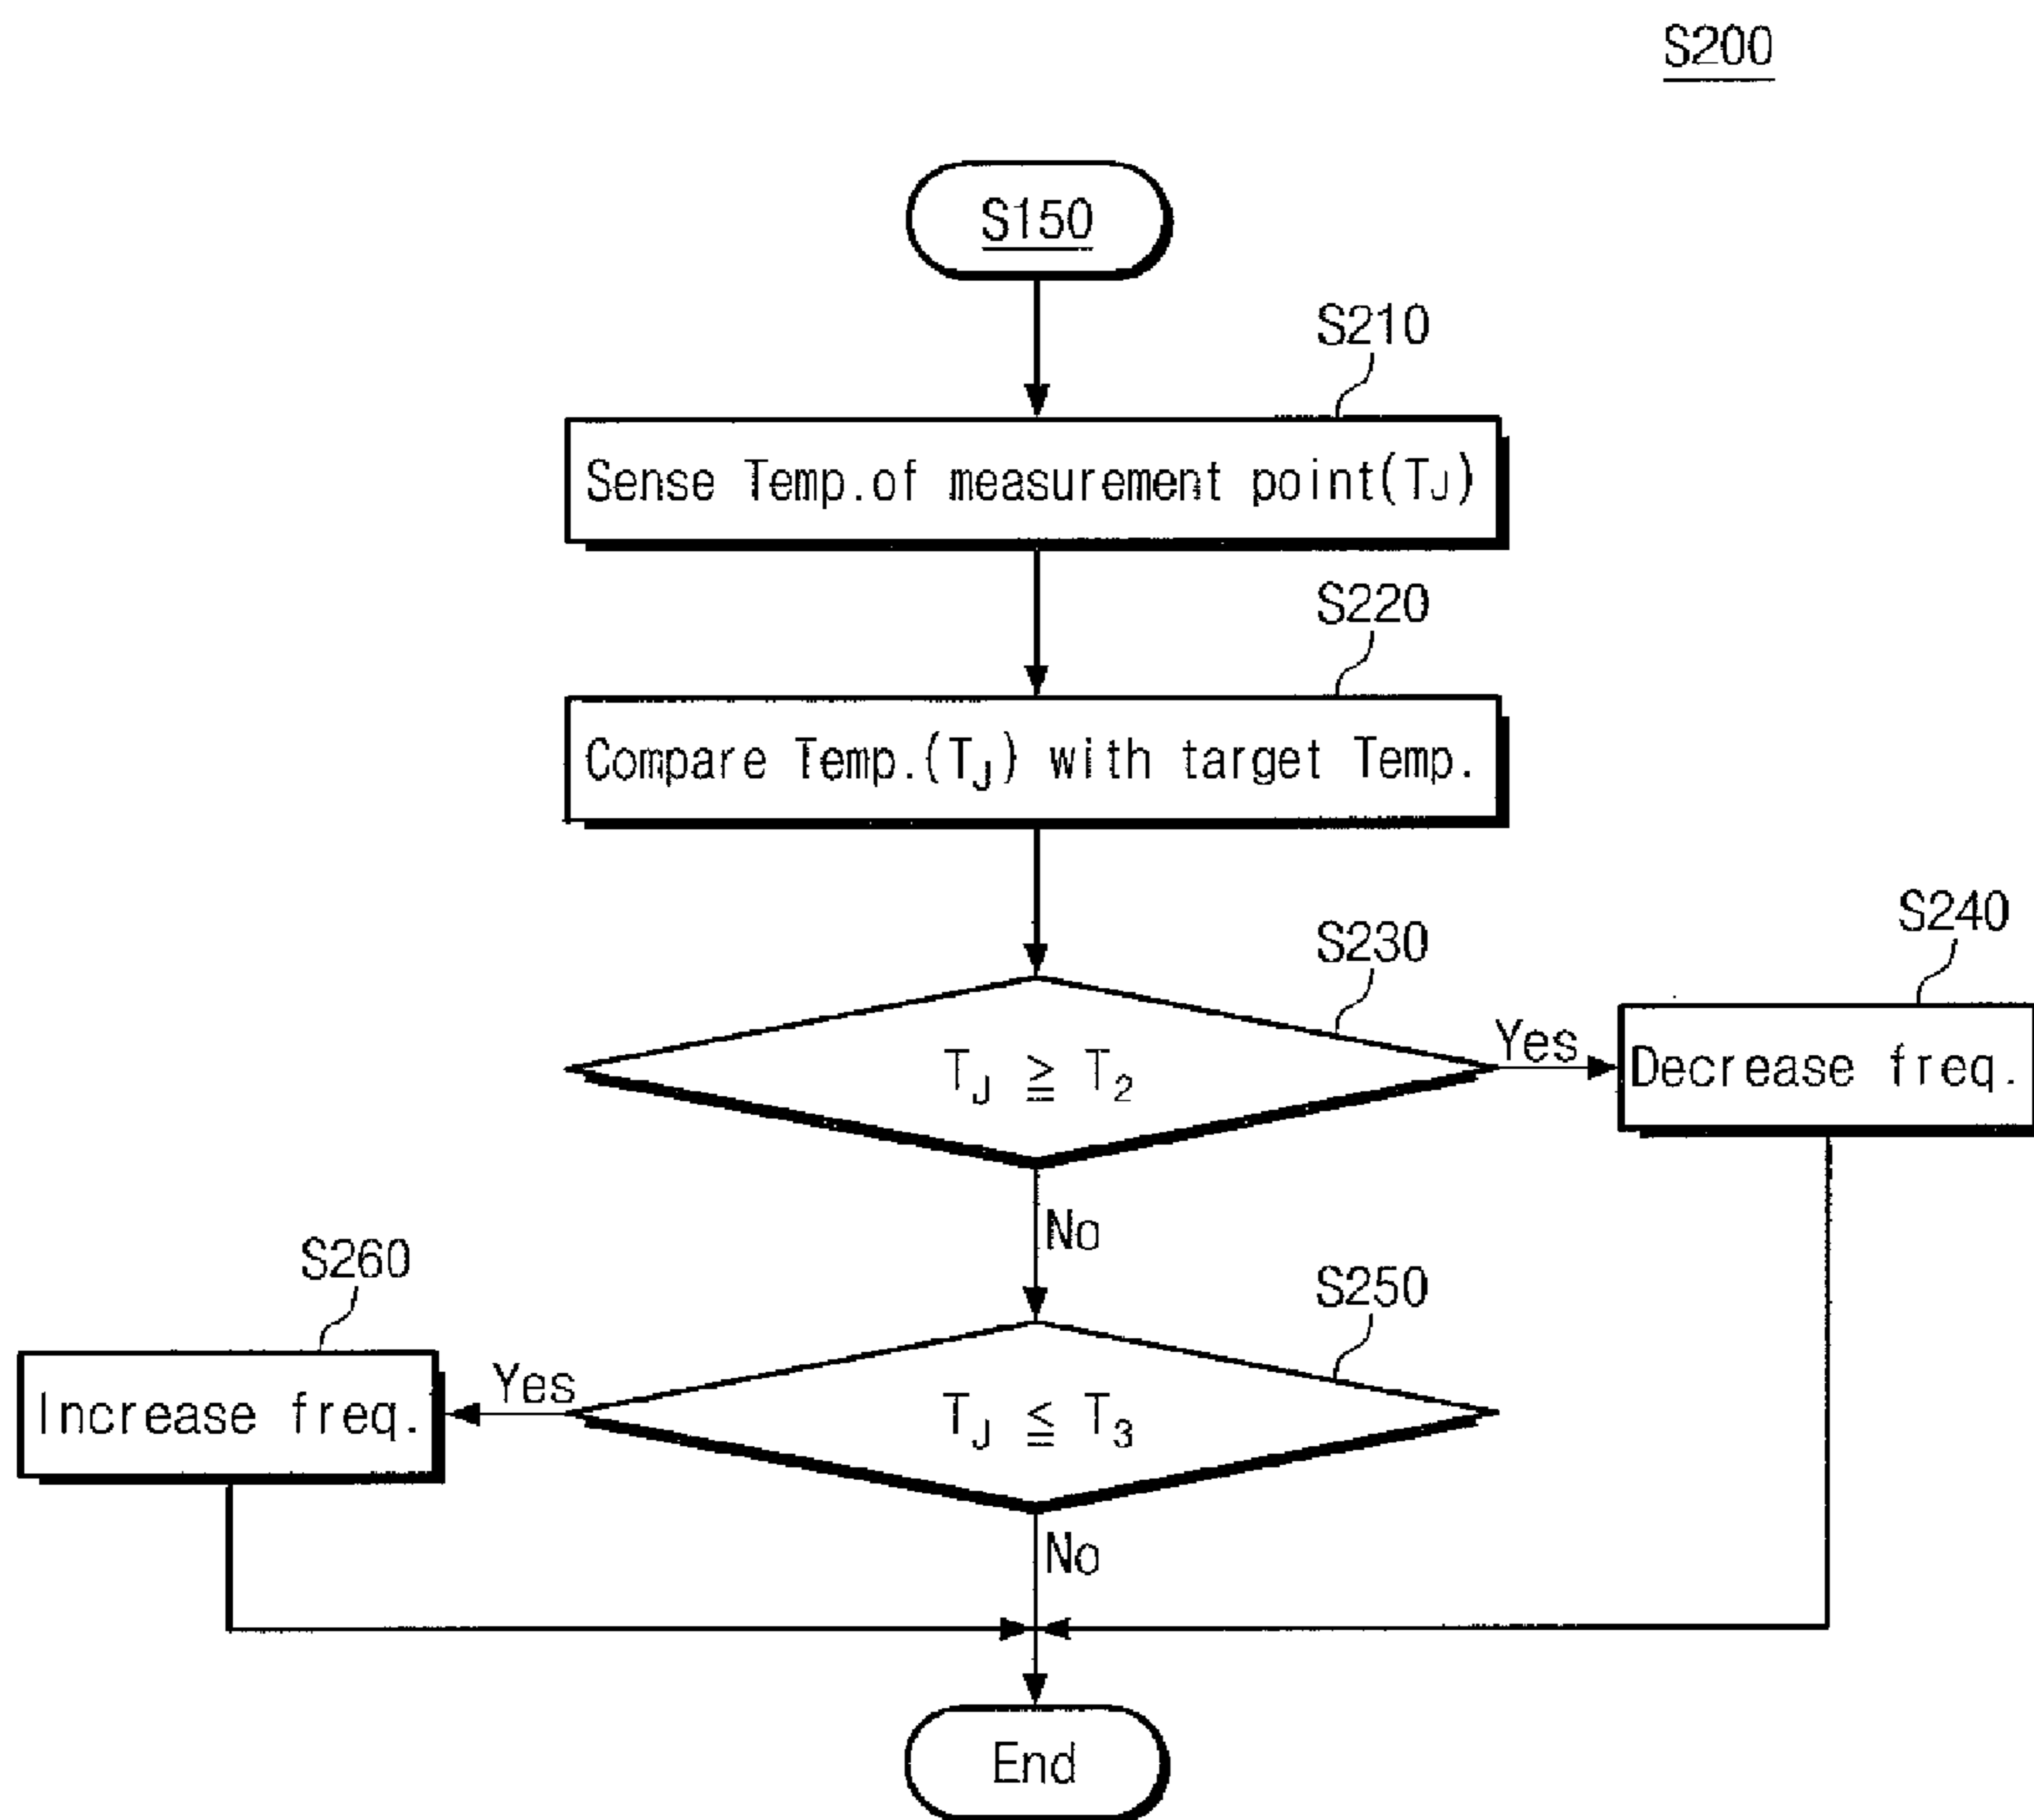 S200
S150
S210
Sense Temp.of measurement point(TJ)
S220
Compare Temp.(TJ) with target Temp.
S230
S240
TJ ≧ T2
Yes
Decrease freq.
No
S260
S250
Increase freq.
Yes
TJ ≦ T3
No
End